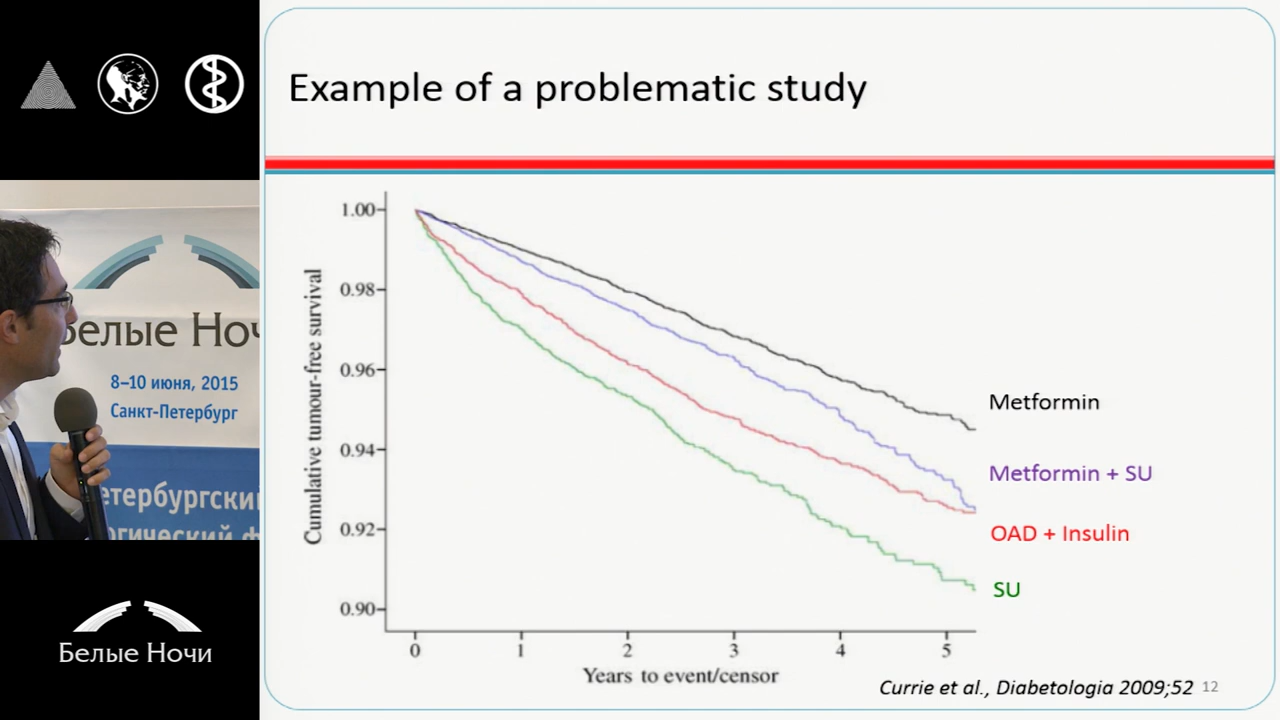 Example of a problematic study
Cumulative tumour-free survival
1.00
0.98
0.96
0.94
0.92
0.90
0
1
2
3
4
5
Years to event/censor
Metformin
Metformin + SU
OAD + Insulin
SU
Currie et al., Diabetologia 2009;52
12
Белые Ноч
8–10 июня, 2015
Санкт-Петербург
етербургски
огический ф
Белые Ночи